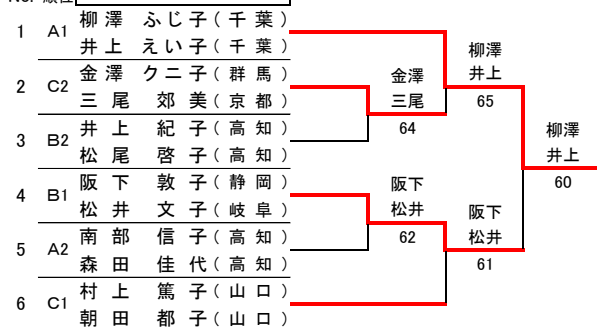 No. 順位
1 A1 柳澤 ふじ子(千葉)
井上 えい子(千葉)
2 C2 金澤 クニ子(群馬)
三尾 郊美(京都)
3 B2 井上 紀子(高知)
松尾 啓子(高知)
4 B1 阪下 敦子(静岡)
松井 文子(岐阜)
5 A2 南部 信子(高知)
森田 佳代(高知)
6 C1 村上 篤子(山口)
朝田 都子(山口)
金澤
三尾
64
阪下
松井
62
柳澤
井上
65
阪下
松井
61
柳澤
井上
60